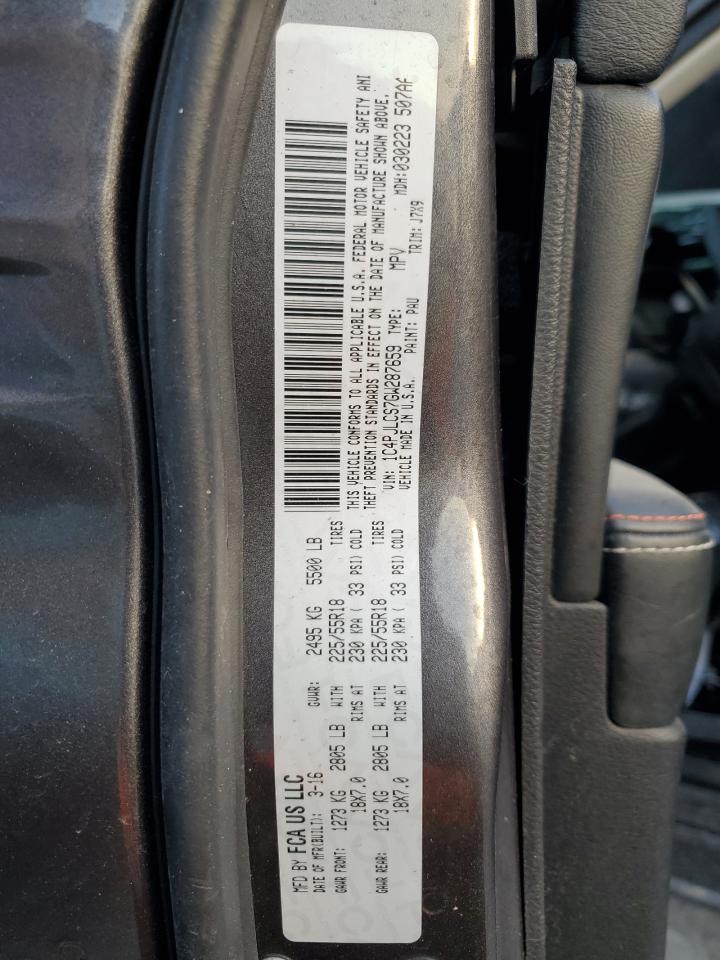 MFD BY FCA US LLC
DATE OF MFR(BUILT): 3-16 GVWR: 2495 KG 5500 LB
GAWR FRONT: 1273 KG 2805 LB WITH 225/55R18 TIRES
18X7.0 RIMS AT 230 KPA ( 33 PSI) COLD
GAWR REAR: 1273 KG 2805 LB WITH 225/55R18 TIRES
18X7.0 RIMS AT 230 KPA ( 33 PSI) COLD
THIS VEHICLE CONFORMS TO ALL APPLICABLE U.S.A. FEDERAL MOTOR VEHICLE SAFETY AND
THEFT PREVENTION STANDARDS IN EFFECT ON THE DATE OF MANUFACTURE SHOWN ABOVE.
VIN: 1C4PJLCS7GW287659 TYPE: MPV MDH:030223 507AF
VEHICLE MADE IN U.S.A. PAINT: PAU TRIM: J7X9